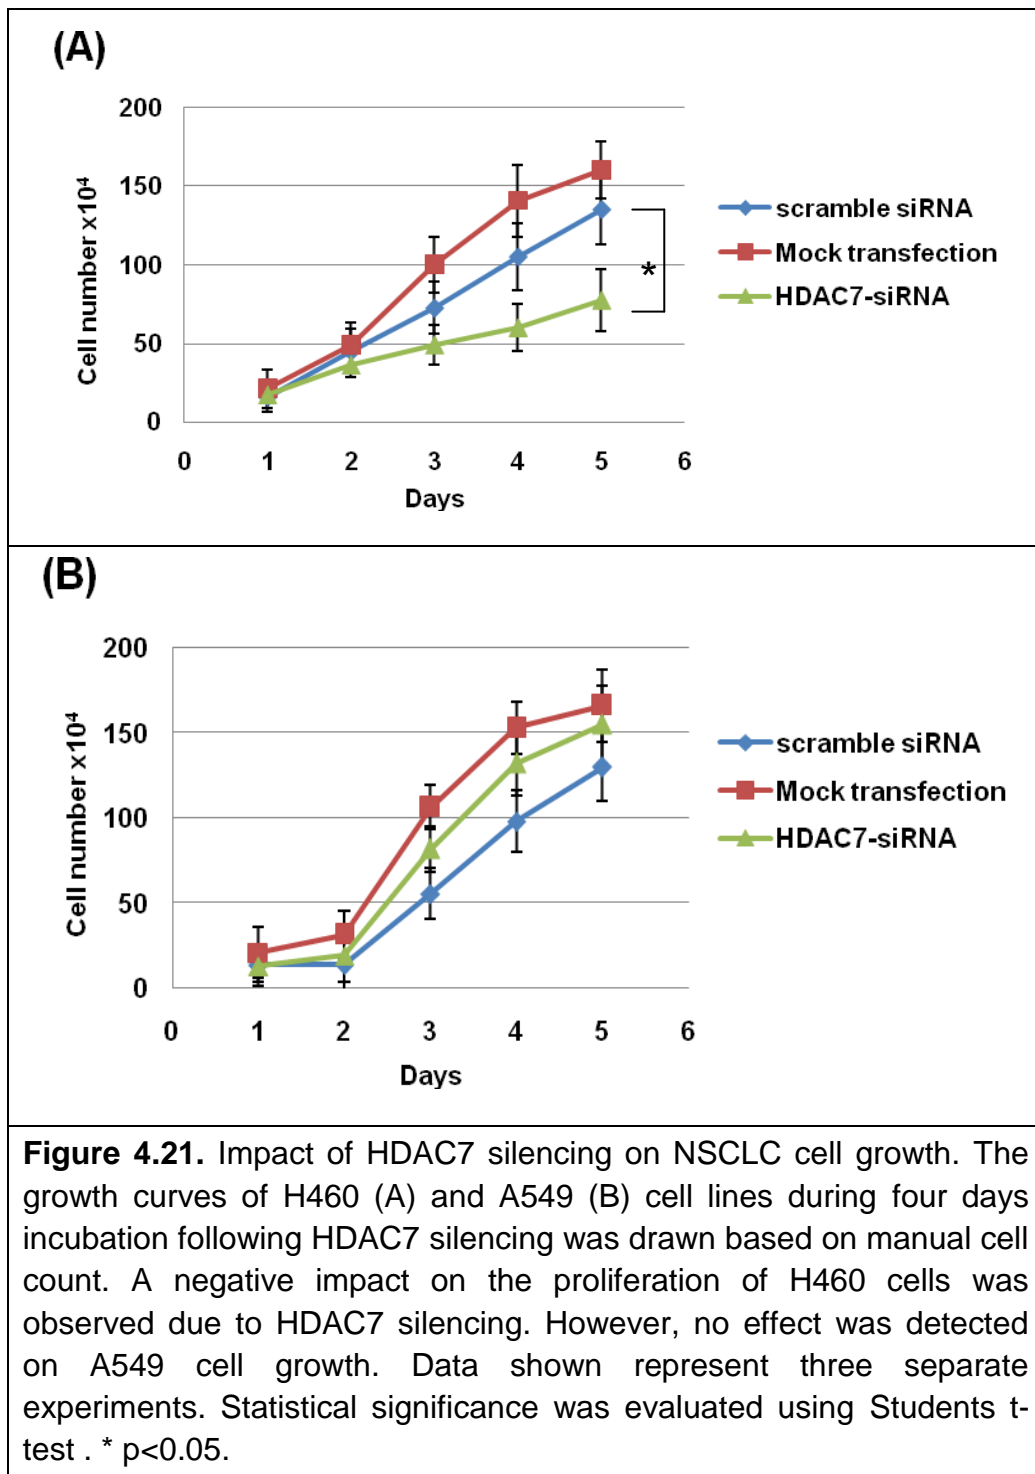 (A)
200
150
100
50
0
Cell number x10⁴
0 1 2 3 4 5 6
Days
scramble siRNA
Mock transfection
HDAC7-siRNA
*
(B)
200
150
100
50
0
Cell number x10⁴
0 1 2 3 4 5 6
Days
scramble siRNA
Mock transfection
HDAC7-siRNA
Figure 4.21. Impact of HDAC7 silencing on NSCLC cell growth. The
growth curves of H460 (A) and A549 (B) cell lines during four days
incubation following HDAC7 silencing was drawn based on manual cell
count. A negative impact on the proliferation of H460 cells was
observed due to HDAC7 silencing. However, no effect was detected
on A549 cell growth. Data shown represent three separate
experiments. Statistical significance was evaluated using Students t-
test . * p<0.05.